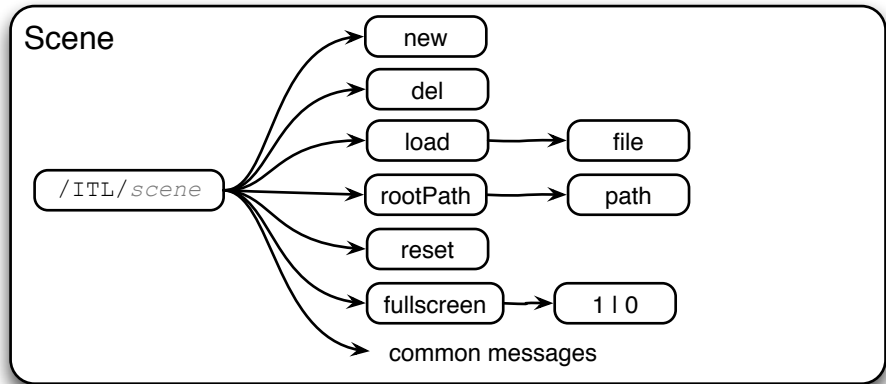 Scene
new
del
load file
/ITL/scene
rootPath path
reset
fullscreen 1 | 0
common messages